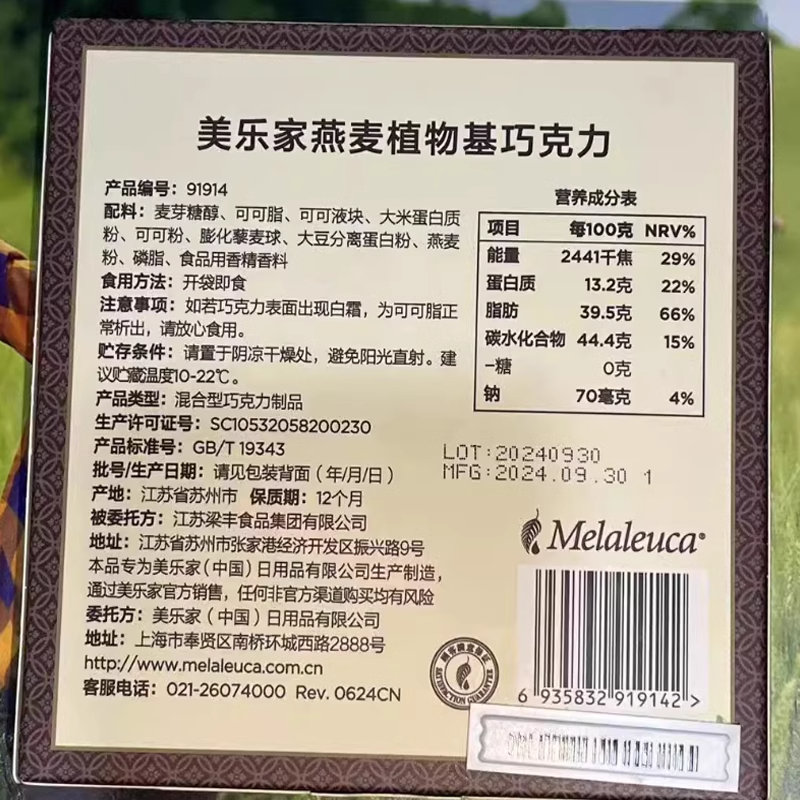 美乐家燕麦植物基巧克力
产品编号：91914
配料：麦芽糖醇、可可脂、可可液块、大米蛋白质
粉、可可粉、膨化藜麦球、大豆分离蛋白粉、燕麦
粉、磷脂、食品用香精香料
食用方法：开袋即食
注意事项：如若巧克力表面出现白霜，为可可脂正
常析出，请放心食用。
贮存条件：请置于阴凉干燥处，避免阳光直射。建
议贮藏温度10-22℃。
产品类型：混合型巧克力制品
生产许可证号：SC10532058200230
产品标准号：GB/T 19343
批号/生产日期：请见包装背面（年/月/日）
产地：江苏省苏州市 保质期：12个月
被委托方：江苏梁丰食品集团有限公司
地址：江苏省苏州市张家港经济开发区振兴路9号
本品专为美乐家（中国）日用品有限公司生产制造，
通过美乐家官方销售，任何非官方渠道购买均有风险
委托方：美乐家（中国）日用品有限公司
地址：上海市奉贤区南桥环城西路2888号
http://www.melaleuca.com.cn
客服电话：021-26074000 Rev. 0624CN
营养成分表
项目 每100克 NRV%
能量 2441千焦 29%
蛋白质 13.2克 22%
脂肪 39.5克 66%
碳水化合物 44.4克 15%
-糖 0克
钠 70毫克 4%
LOT:20240930
MFG:2024.09.30 1
Melaleuca®
SATISFACTION GUARANTEE
6 935832 919142 >